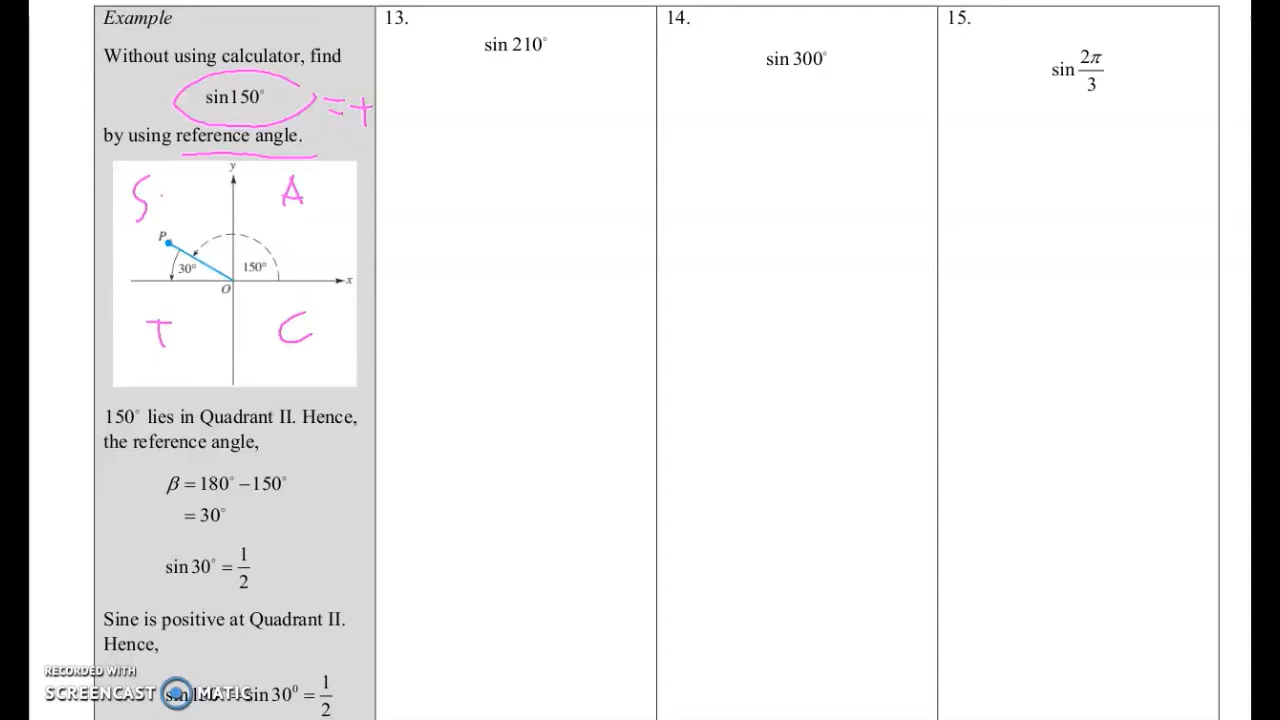 Example
Without using calculator, find
sin150°
= +
by using reference angle.
S A
y
P
30° 150°
x
O
T C
150° lies in Quadrant II. Hence,
the reference angle,
β = 180° − 150°
= 30°
sin 30° = 1/2
Sine is positive at Quadrant II.
Hence,
sin 30⁰ = 1/2
RECORDED WITH
SCREENCAST MATIC
13.
sin 210°
14.
sin 300°
15.
sin 2π/3